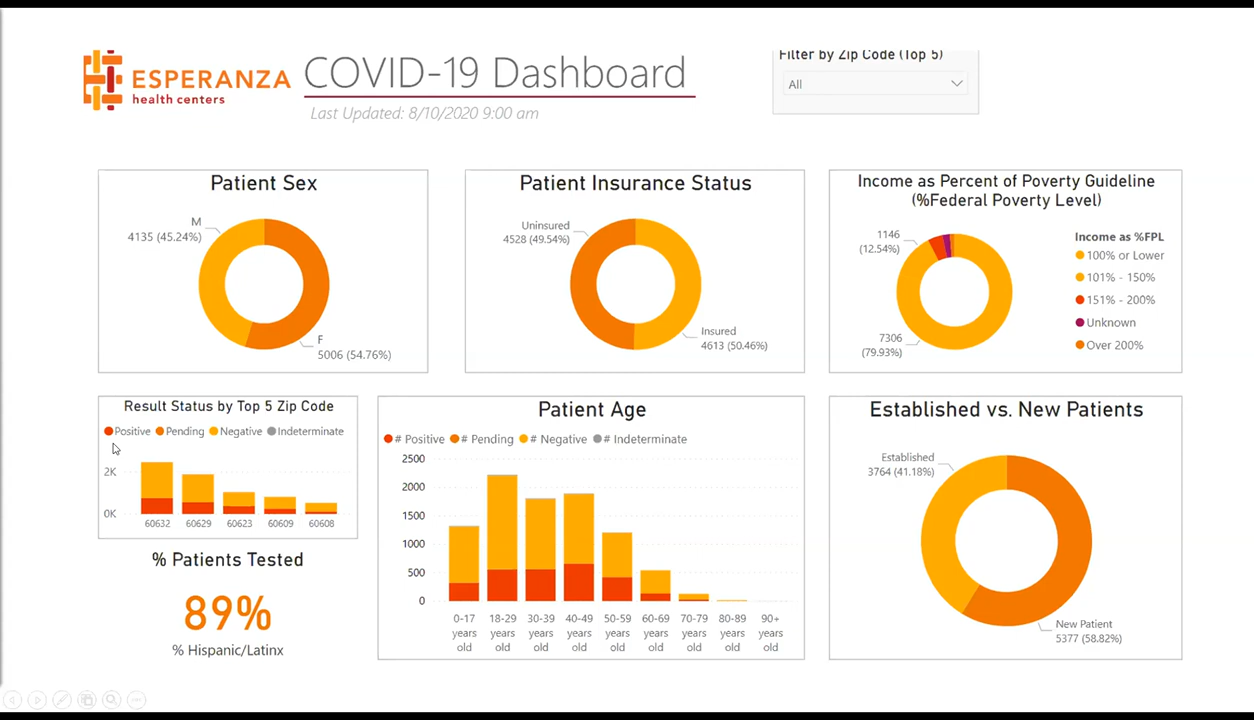 ESPERANZA
health centers
COVID-19 Dashboard
Last Updated: 8/10/2020 9:00 am
Filter by Zip Code (Top 5)
All
Patient Sex
M
4135 (45.24%)
F
5006 (54.76%)
Patient Insurance Status
Uninsured
4528 (49.54%)
Insured
4613 (50.46%)
Income as Percent of Poverty Guideline
(%Federal Poverty Level)
1146
(12.54%)
7306
(79.93%)
Income as %FPL
100% or Lower
101% - 150%
151% - 200%
Unknown
Over 200%
Result Status by Top 5 Zip Code
Positive Pending Negative Indeterminate
2K
0K
60632 60629 60623 60609 60608
% Patients Tested
89%
% Hispanic/Latinx
Patient Age
# Positive # Pending # Negative # Indeterminate
2500
2000
1500
1000
500
0
0-17 18-29 30-39 40-49 50-59 60-69 70-79 80-89 90+
years years years years years years years years years
old old old old old old old old old
Established vs. New Patients
Established
3764 (41.18%)
New Patient
5377 (58.82%)